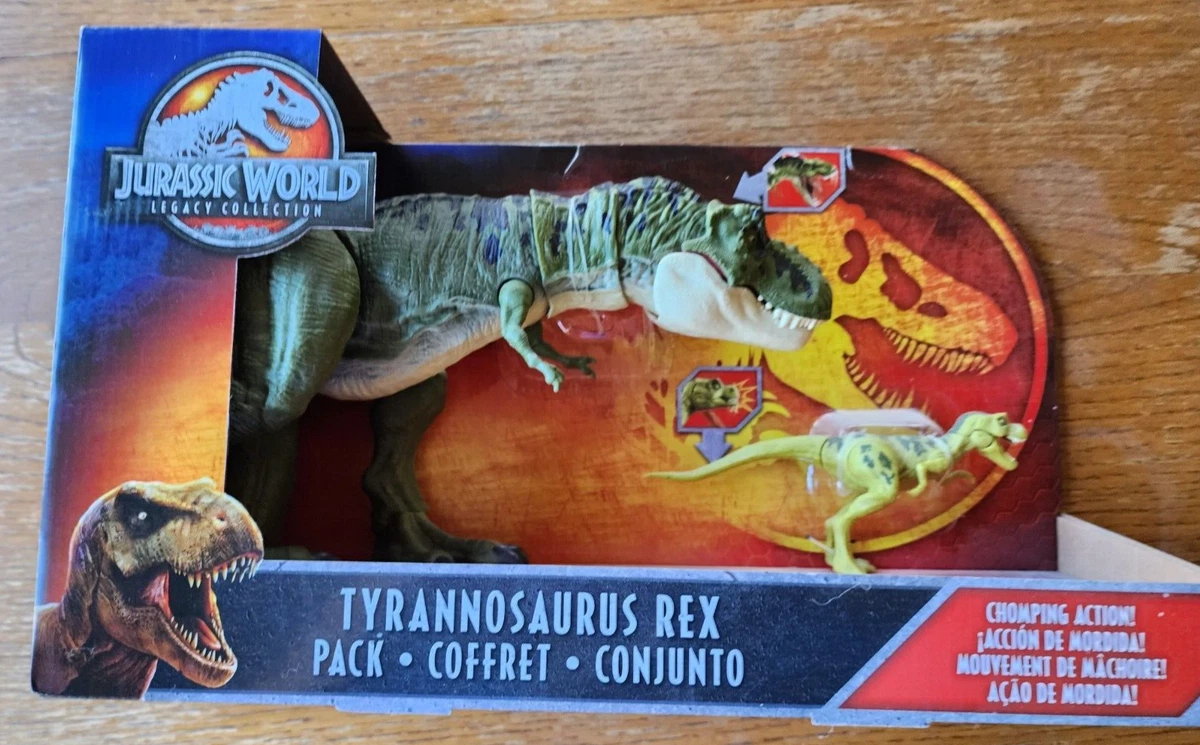 JURASSIC WORLD
LEGACY COLLECTION
TYRANNOSAURUS REX
PACK • COFFRET • CONJUNTO
CHOMPING ACTION!
¡ACCIÓN DE MORDIDA!
MOUVEMENT DE MÂCHOIRE!
AÇÃO DE MORDIDA!